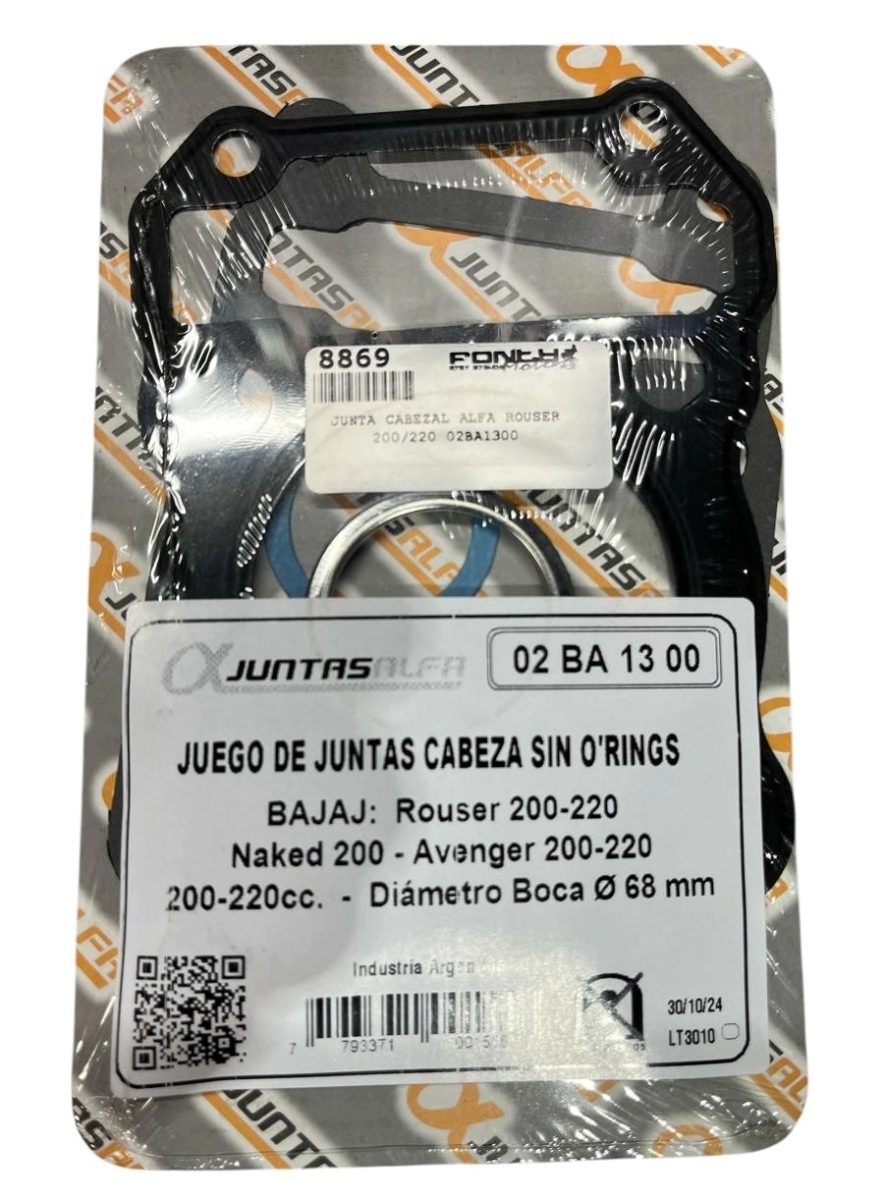 8869
FONTH Motors
JUNTA CABEZAL ALFA ROUSER
200/220 02BA1300
JUNTASALFA
02 BA 13 00
JUEGO DE JUNTAS CABEZA SIN O'RINGS
BAJAJ: Rouser 200-220
Naked 200 - Avenger 200-220
200-220cc. - Diámetro Boca Ø 68 mm
Industria
30/10/24
LT3010
7 793371